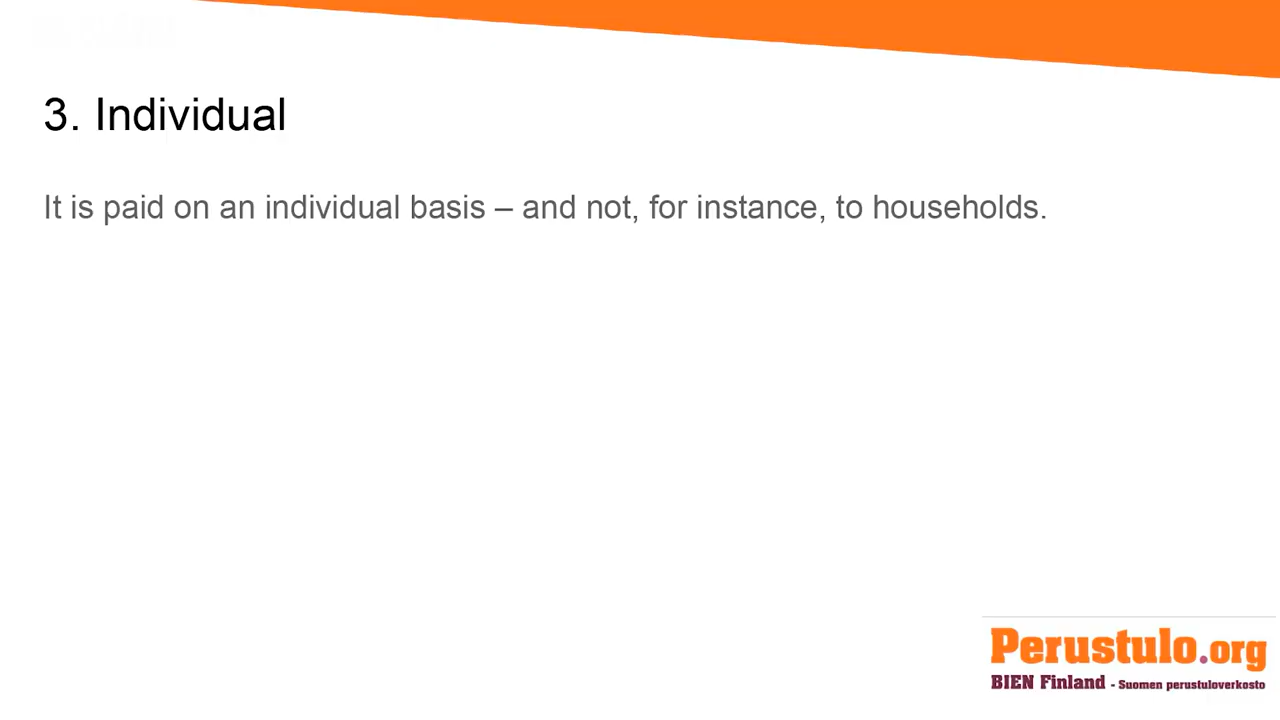 3. Individual
It is paid on an individual basis – and not, for instance, to households.
Perustulo.org
BIEN Finland - Suomen perustuloverkosto